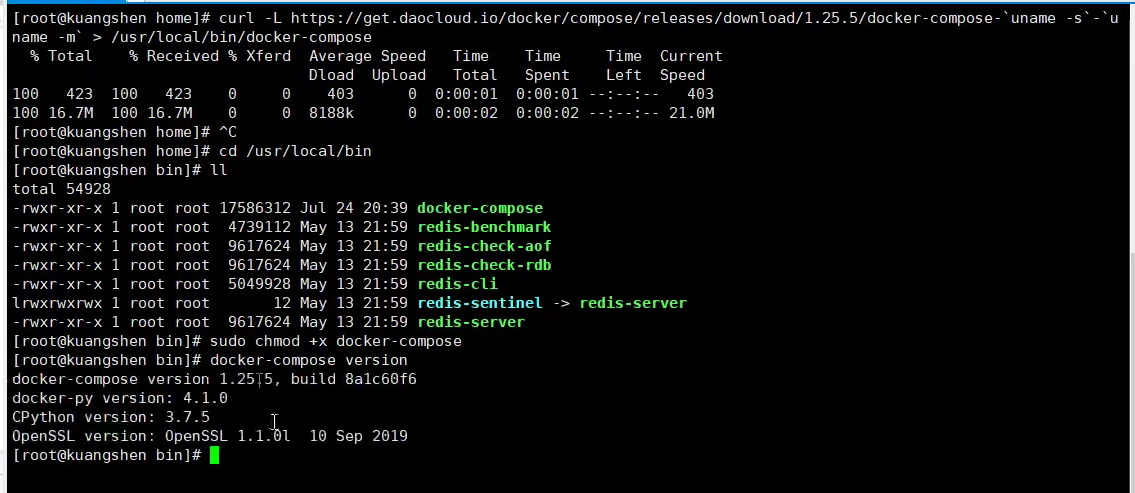 [root@kuangshen home]# curl -L https://get.daocloud.io/docker/compose/releases/download/1.25.5/docker-compose-`uname -s`-`u
name -m` > /usr/local/bin/docker-compose
  % Total    % Received % Xferd  Average Speed   Time    Time     Time  Current
                                 Dload  Upload   Total   Spent    Left  Speed
100   423  100   423    0     0    403      0  0:00:01  0:00:01 --:--:--   403
100 16.7M  100 16.7M    0     0  8188k      0  0:00:02  0:00:02 --:--:-- 21.0M
[root@kuangshen home]# ^C
[root@kuangshen home]# cd /usr/local/bin
[root@kuangshen bin]# ll
total 54928
-rwxr-xr-x 1 root root 17586312 Jul 24 20:39 docker-compose
-rwxr-xr-x 1 root root  4739112 May 13 21:59 redis-benchmark
-rwxr-xr-x 1 root root  9617624 May 13 21:59 redis-check-aof
-rwxr-xr-x 1 root root  9617624 May 13 21:59 redis-check-rdb
-rwxr-xr-x 1 root root  5049928 May 13 21:59 redis-cli
lrwxrwxrwx 1 root root       12 May 13 21:59 redis-sentinel -> redis-server
-rwxr-xr-x 1 root root  9617624 May 13 21:59 redis-server
[root@kuangshen bin]# sudo chmod +x docker-compose
[root@kuangshen bin]# docker-compose version
docker-compose version 1.25.5, build 8a1c60f6
docker-py version: 4.1.0
CPython version: 3.7.5
OpenSSL version: OpenSSL 1.1.0l  10 Sep 2019
[root@kuangshen bin]#